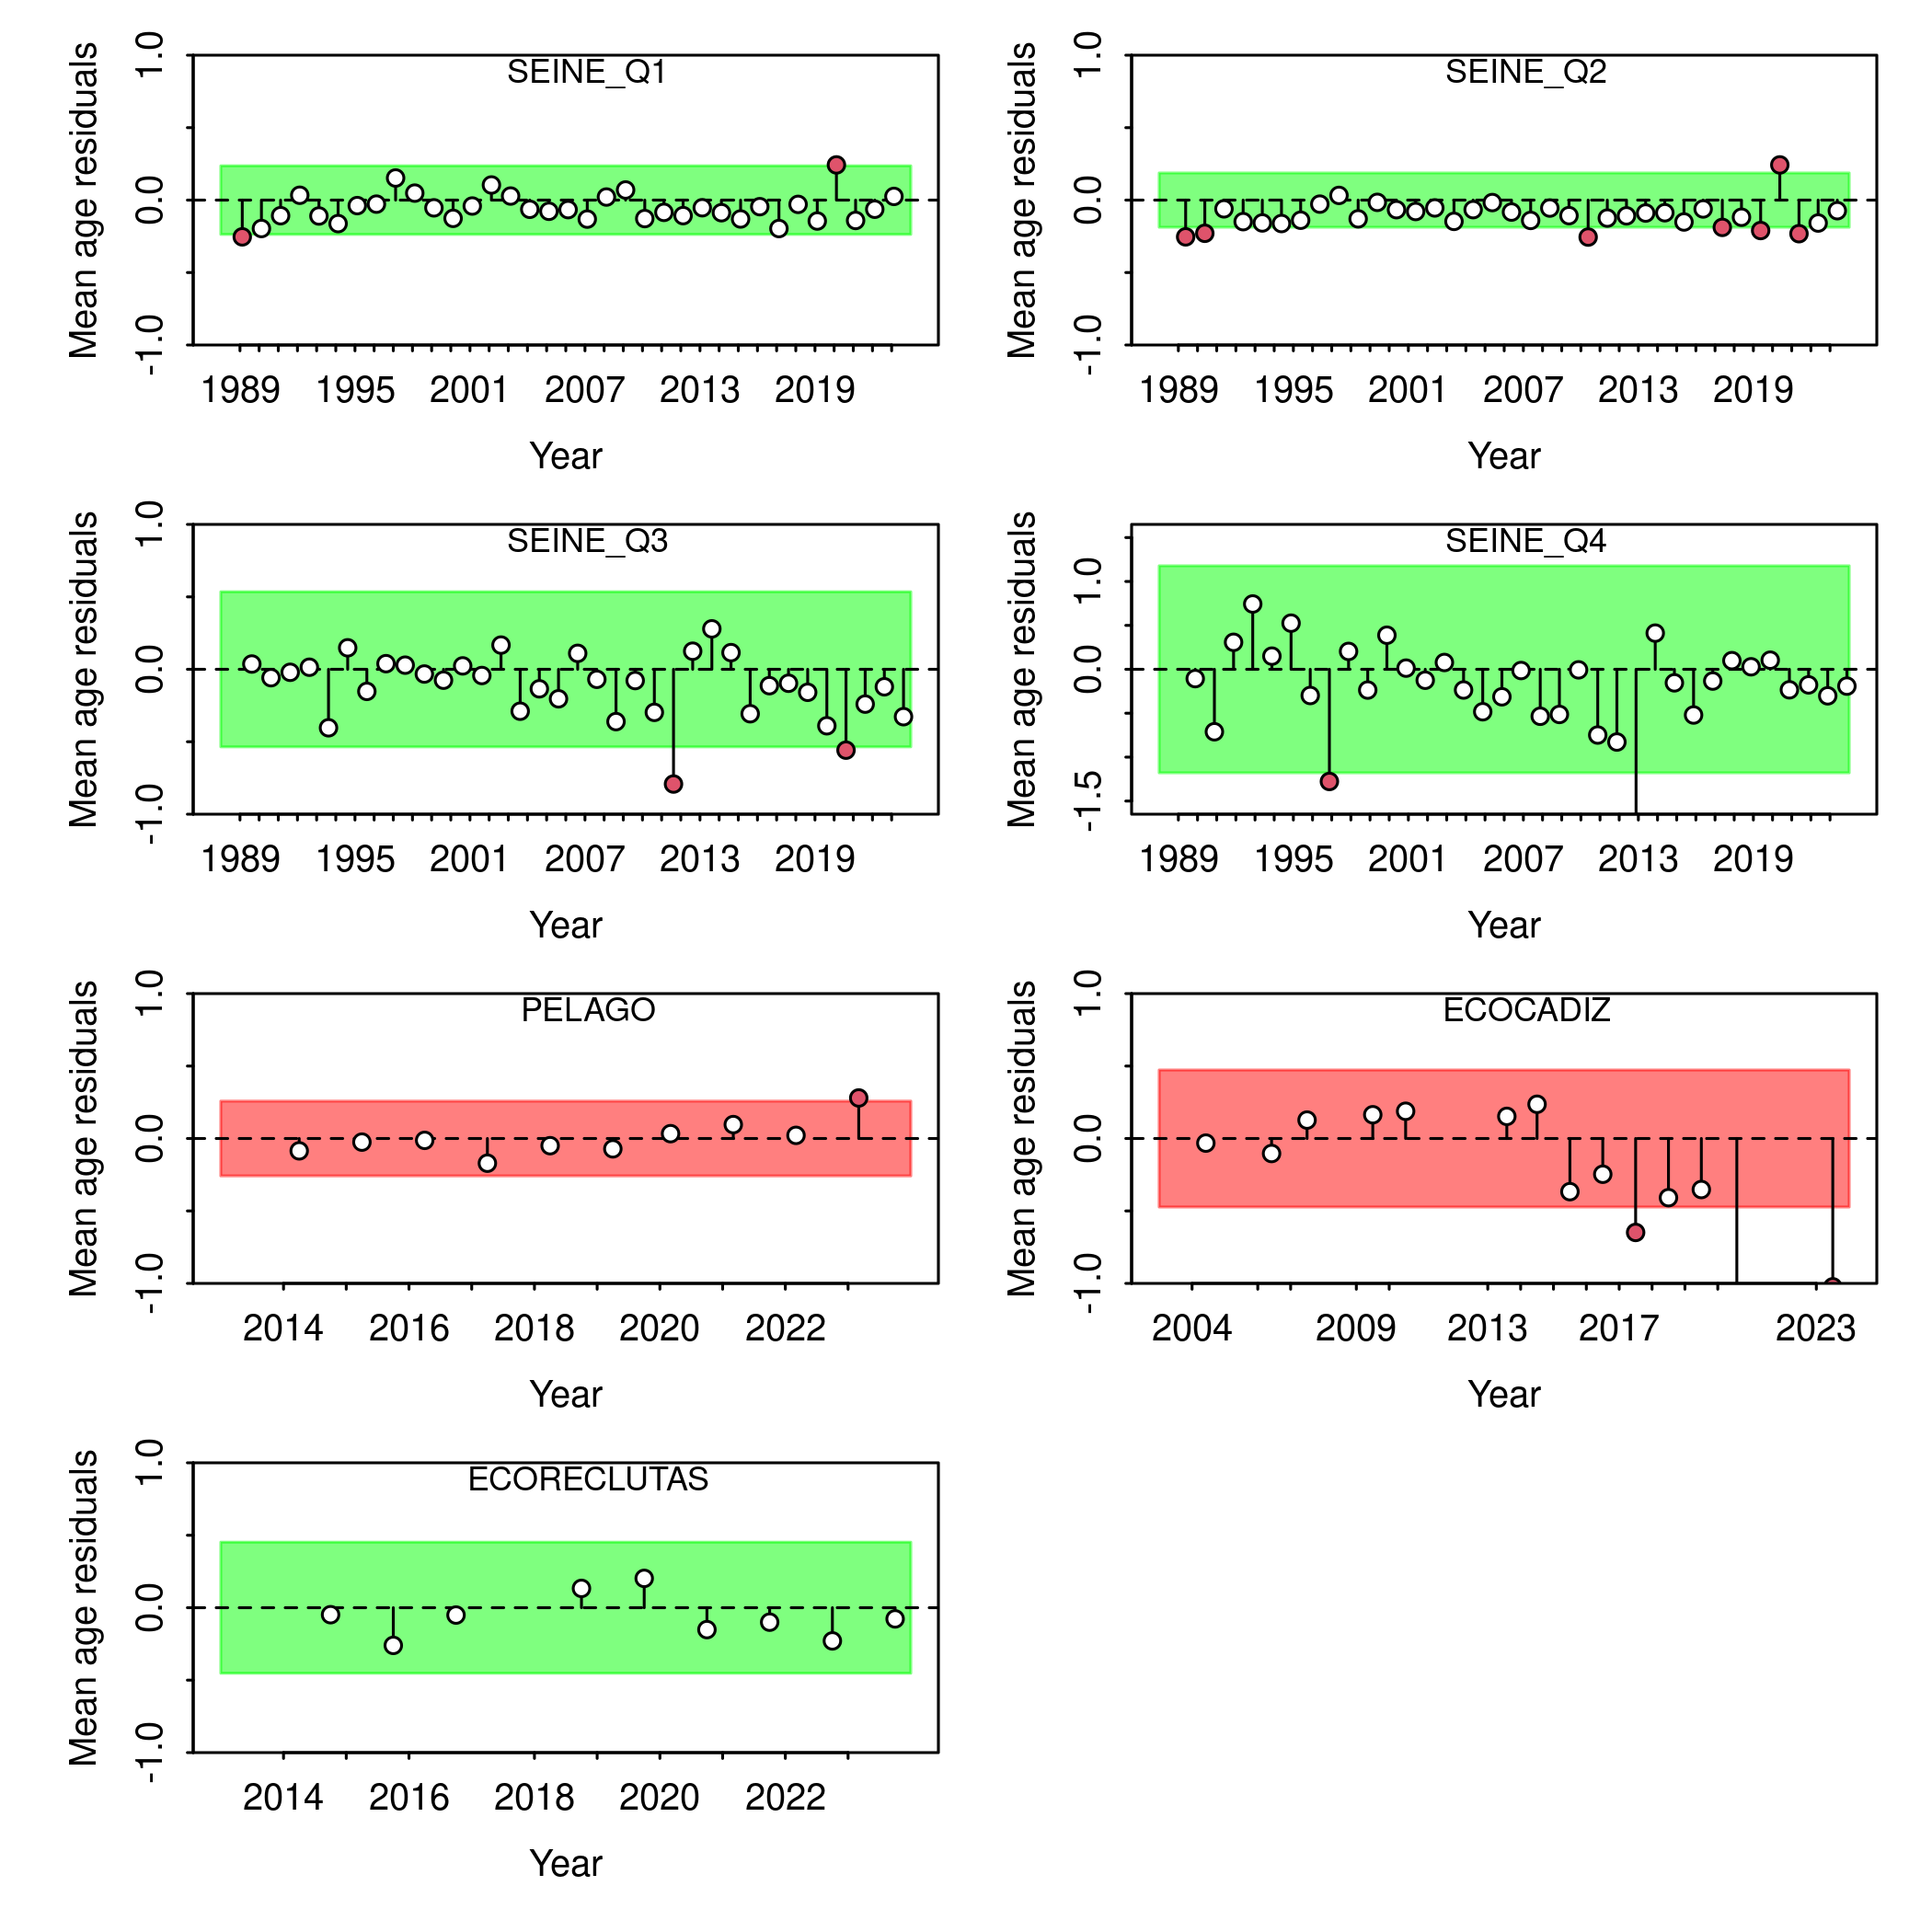 SEINE_Q1
Mean age residuals
1.0
0.0
-1.0
1989 1995 2001 2007 2013 2019
Year
SEINE_Q2
Mean age residuals
1.0
0.0
-1.0
1989 1995 2001 2007 2013 2019
Year
SEINE_Q3
Mean age residuals
1.0
0.0
-1.0
1989 1995 2001 2007 2013 2019
Year
SEINE_Q4
Mean age residuals
1.0
0.0
-1.5
1989 1995 2001 2007 2013 2019
Year
PELAGO
Mean age residuals
1.0
0.0
-1.0
2014 2016 2018 2020 2022
Year
ECOCADIZ
Mean age residuals
1.0
0.0
-1.0
2004 2009 2013 2017 2023
Year
ECORECLUTAS
Mean age residuals
1.0
0.0
-1.0
2014 2016 2018 2020 2022
Year